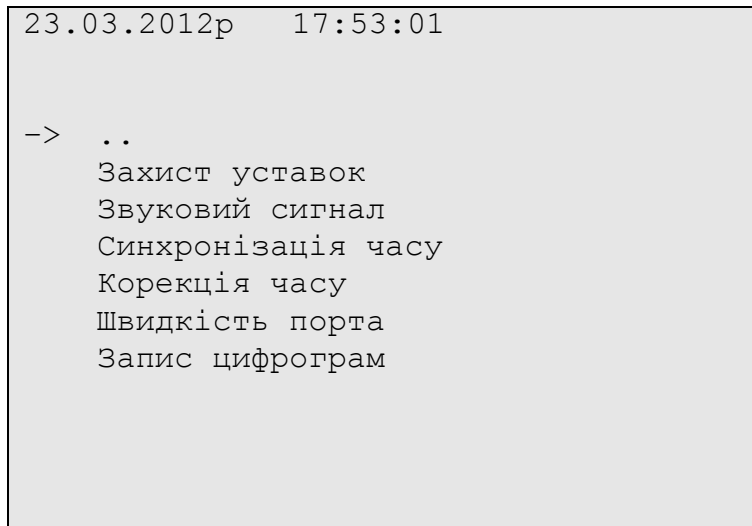 23.03.2012р   17:53:01
->  ..
Захист уставок
Звуковий сигнал
Синхронізація часу
Корекція часу
Швидкість порта
Запис цифрограм